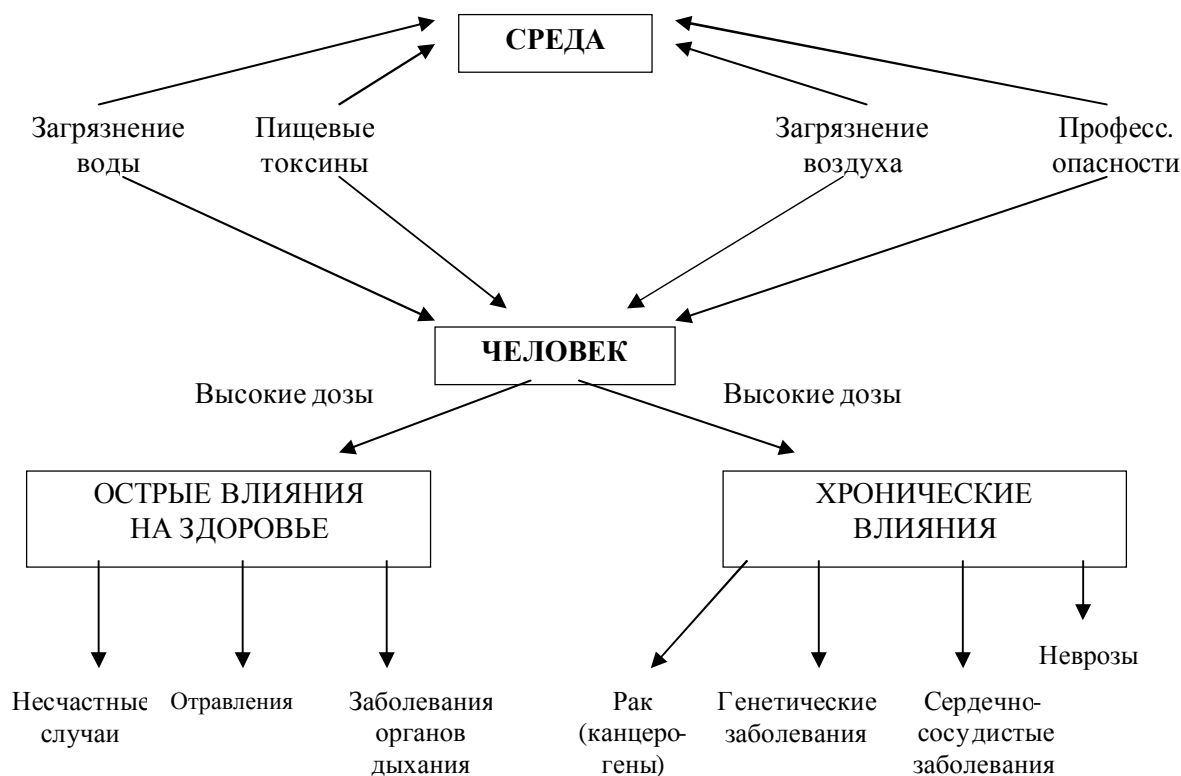 СРЕДА
Загрязнение
воды
Пищевые
токсины
Загрязнение
воздуха
Професс.
опасности
ЧЕЛОВЕК
Высокие дозы
Высокие дозы
ОСТРЫЕ ВЛИЯНИЯ
НА ЗДОРОВЬЕ
ХРОНИЧЕСКИЕ
ВЛИЯНИЯ
Несчастные
случаи
Отравления
Заболевания
органов
дыхания
Рак
(канцеро-
гены)
Генетические
заболевания
Сердечно-
сосудистые
заболевания
Неврозы